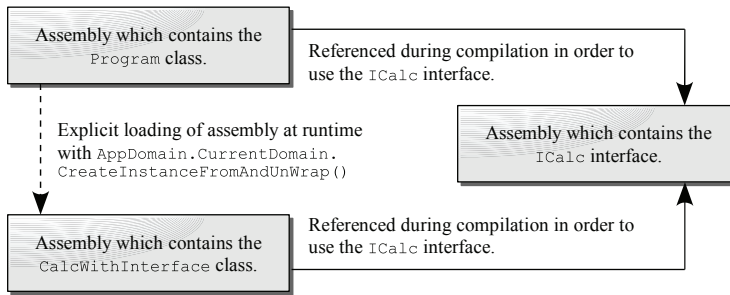 Assembly which contains the
Program class.
Referenced during compilation in order to
use the ICalc interface.
Explicit loading of assembly at runtime
with AppDomain.CurrentDomain.
CreateInstanceFromAndUnWrap()
Assembly which contains the
ICalc interface.
Assembly which contains the
CalcWithInterface class.
Referenced during compilation in order to
use the ICalc interface.